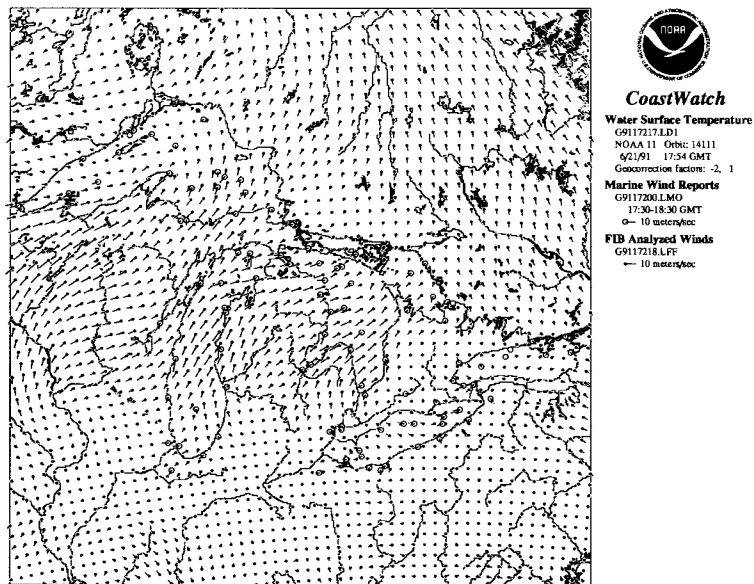 NOAA
CoastWatch
Water Surface Temperature
G9117217.LD1
NOAA 11 Orbit: 14111
6/21/91 17:54 GMT
Geocorrection factors: -2, 1
Marine Wind Reports
G9117200.LMO
17:30-18:30 GMT
10 meters/sec
FIB Analyzed Winds
G9117218.LFF
10 meters/sec